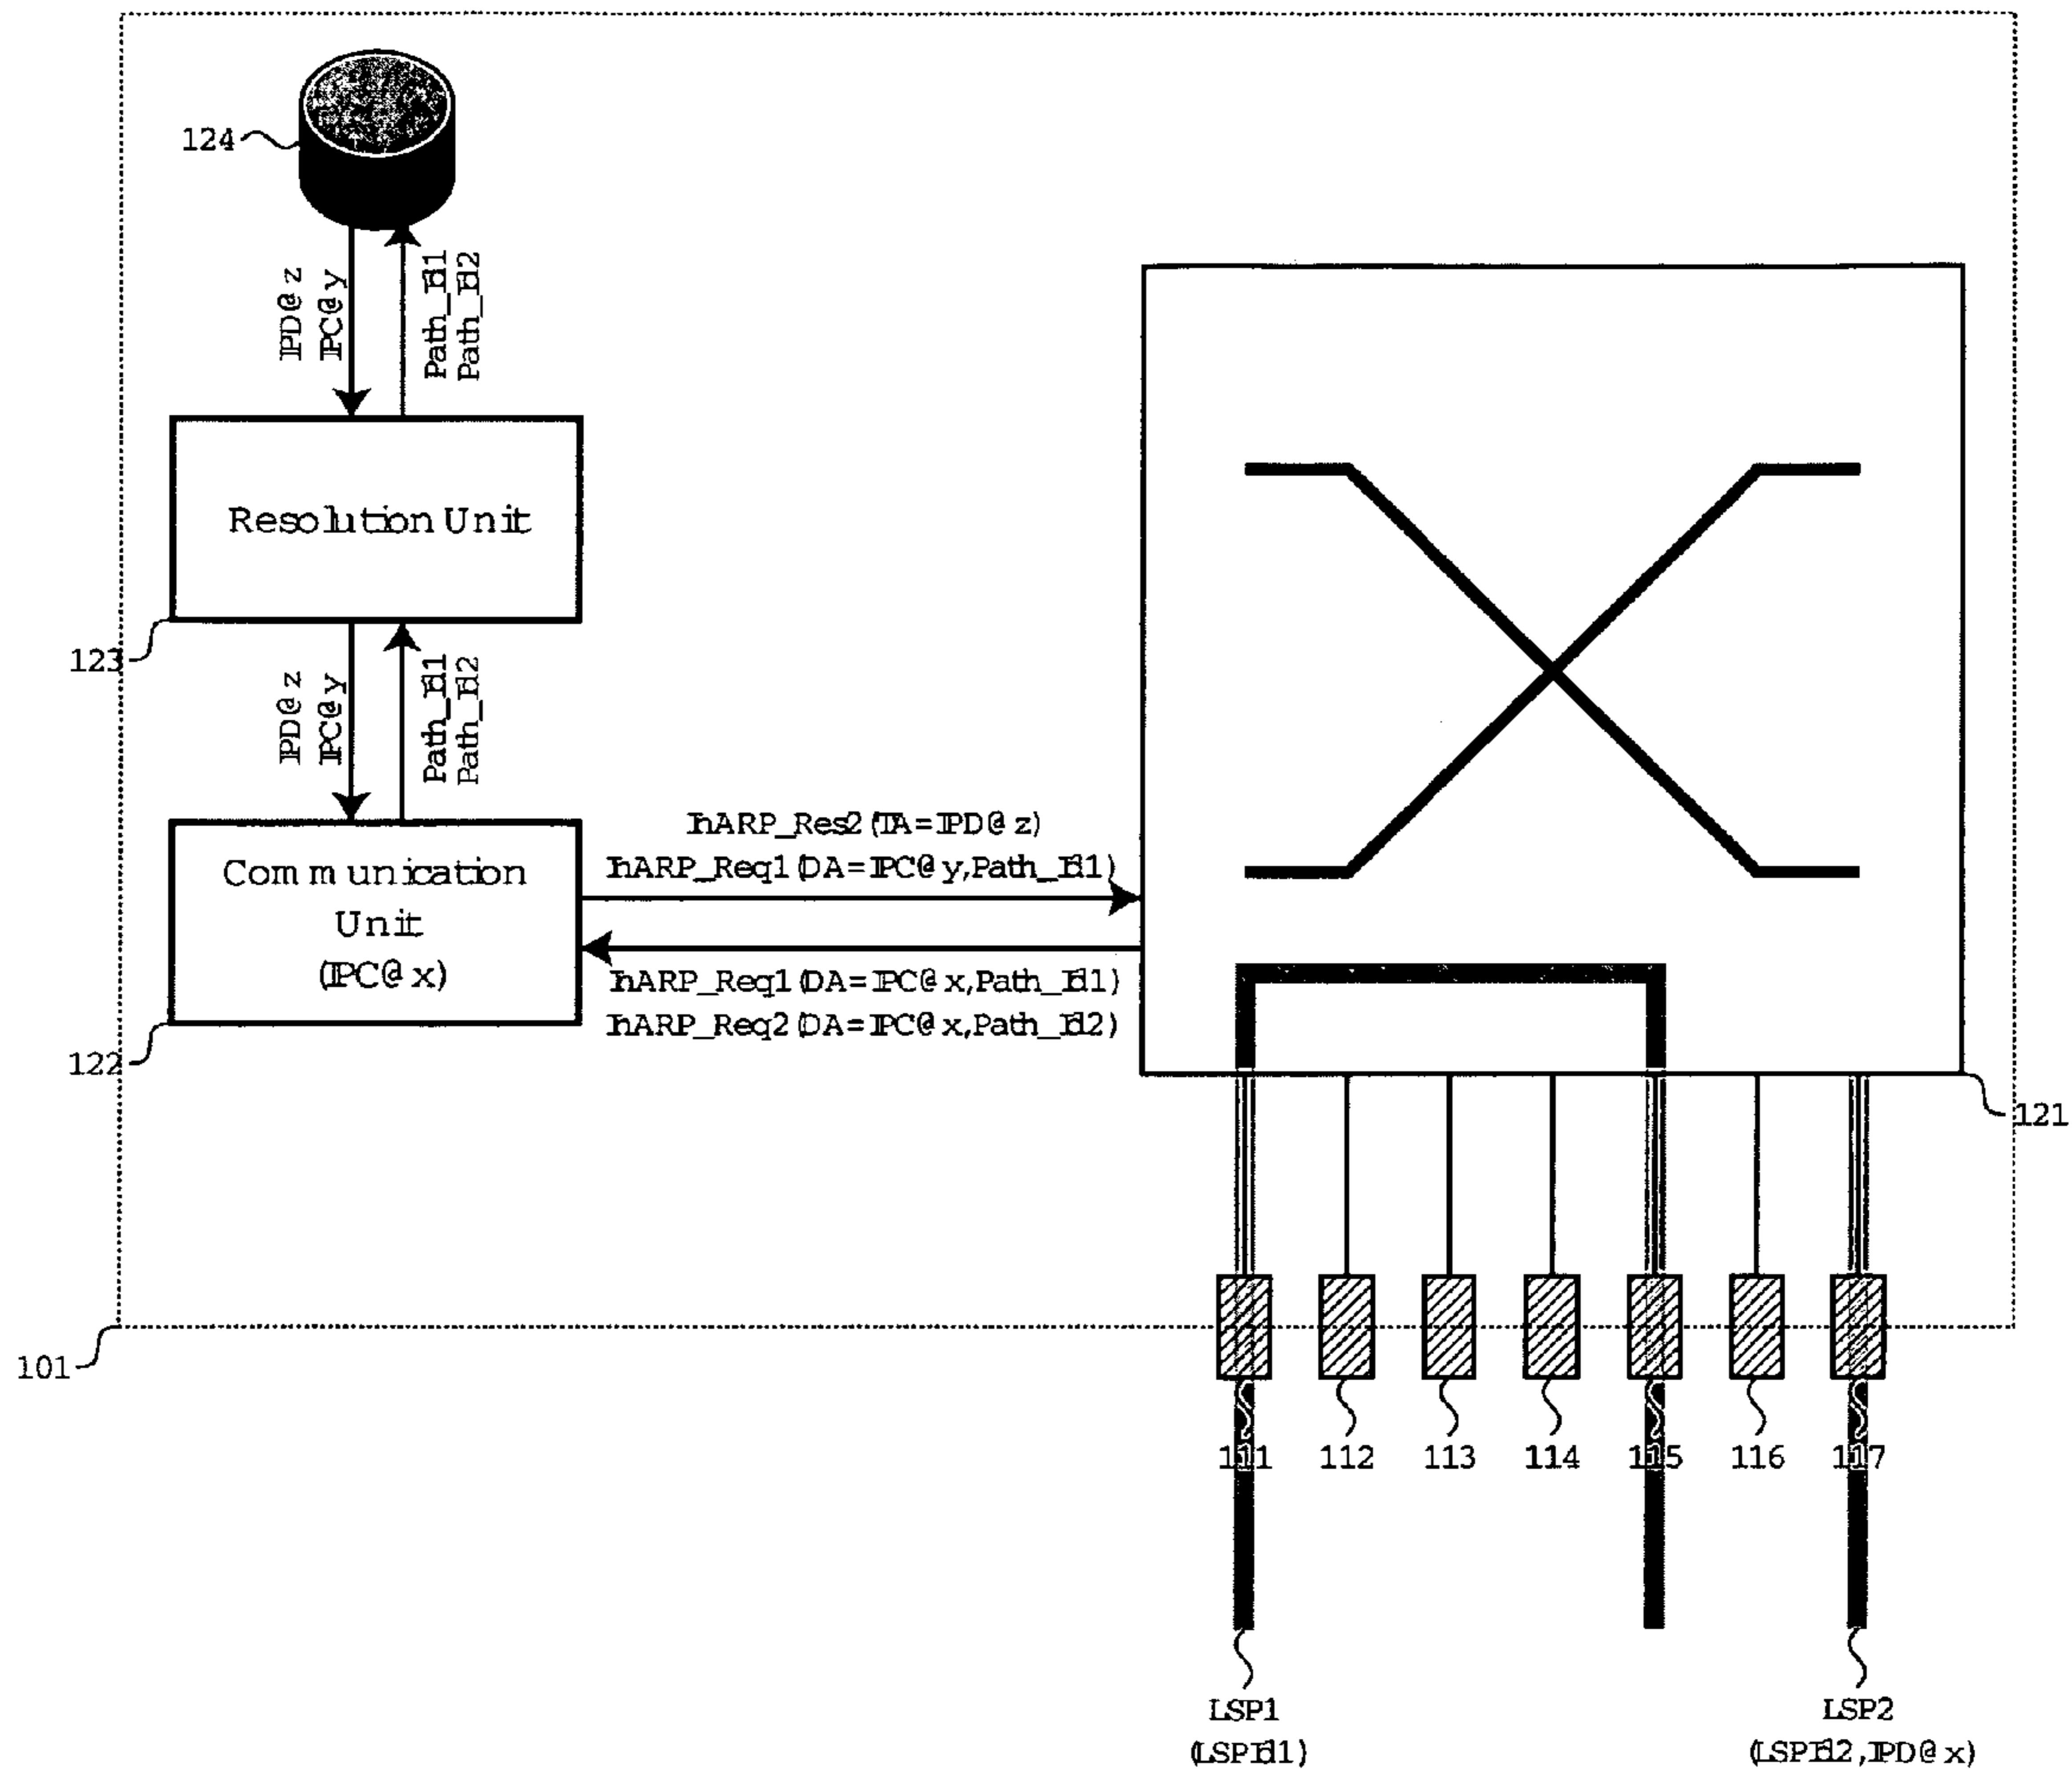 124
IPD@z
IPC@y
Path_Id1
Path_Id2
Resolution Unit
123
IPD@z
IPC@y
Path_Id1
Path_Id2
Communication
Unit
(IPC@x)
122
InARP_Res2(TA=IPD@z)
InARP_Req1(DA=IPC@y,Path_Id1)
InARP_Req1(DA=IPC@x,Path_Id1)
InARP_Req2(DA=IPC@x,Path_Id2)
121
101
111 112 113 114 115 116 117
LSP1
(LSPId1)
LSP2
(LSPId2,IPD@x)